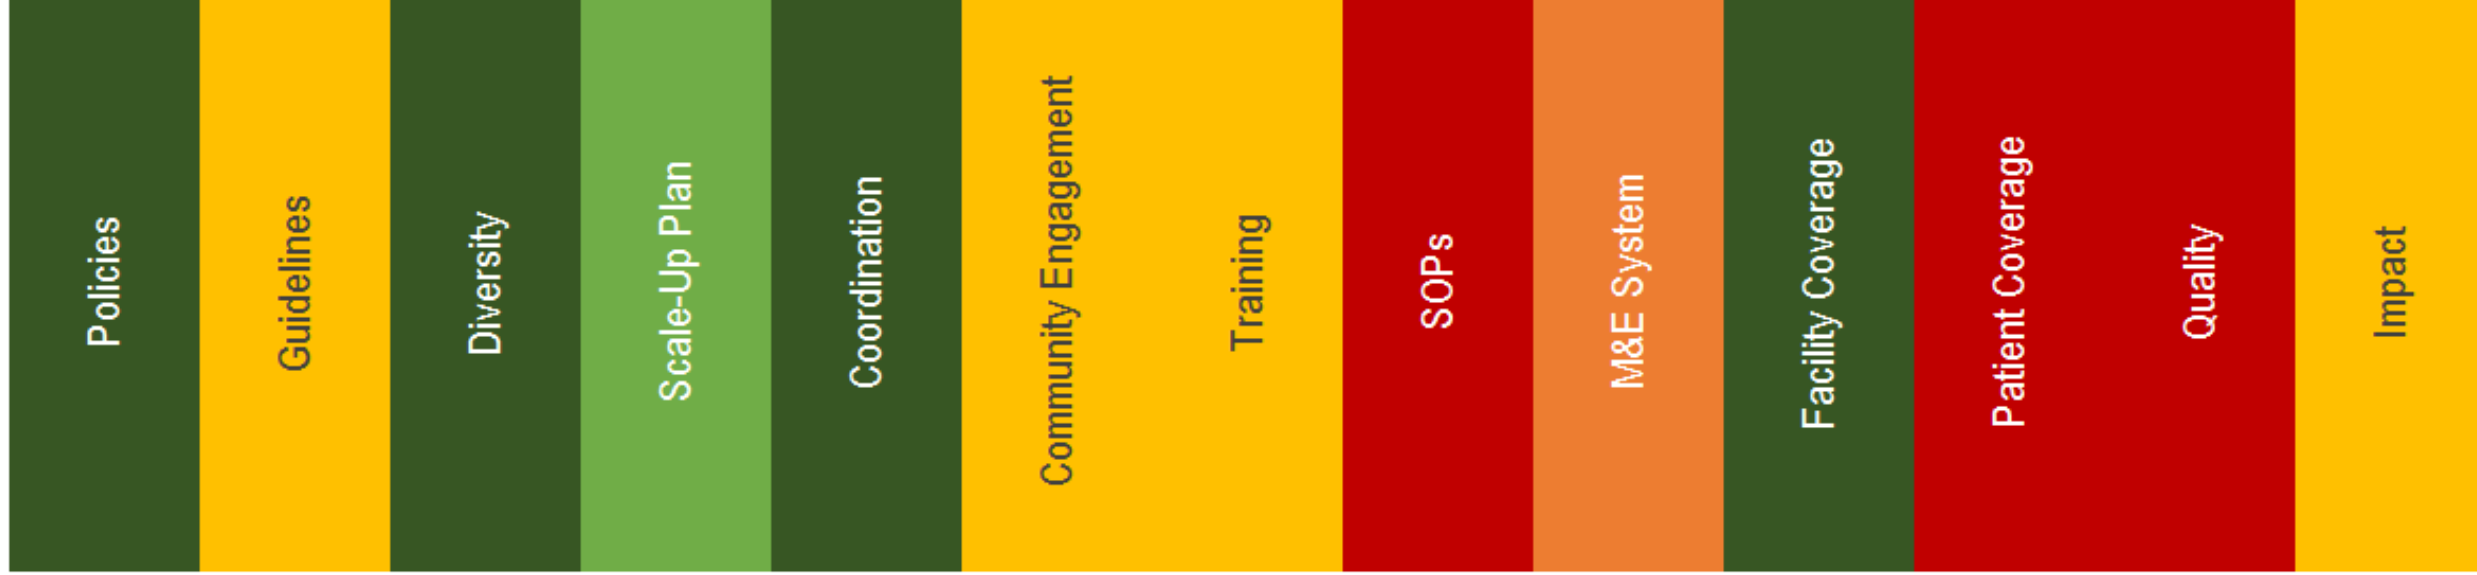 Policies
Guidelines
Diversity
Scale-Up Plan
Coordination
Community Engagement
Training
SOPs
M&E System
Facility Coverage
Patient Coverage
Quality
Impact